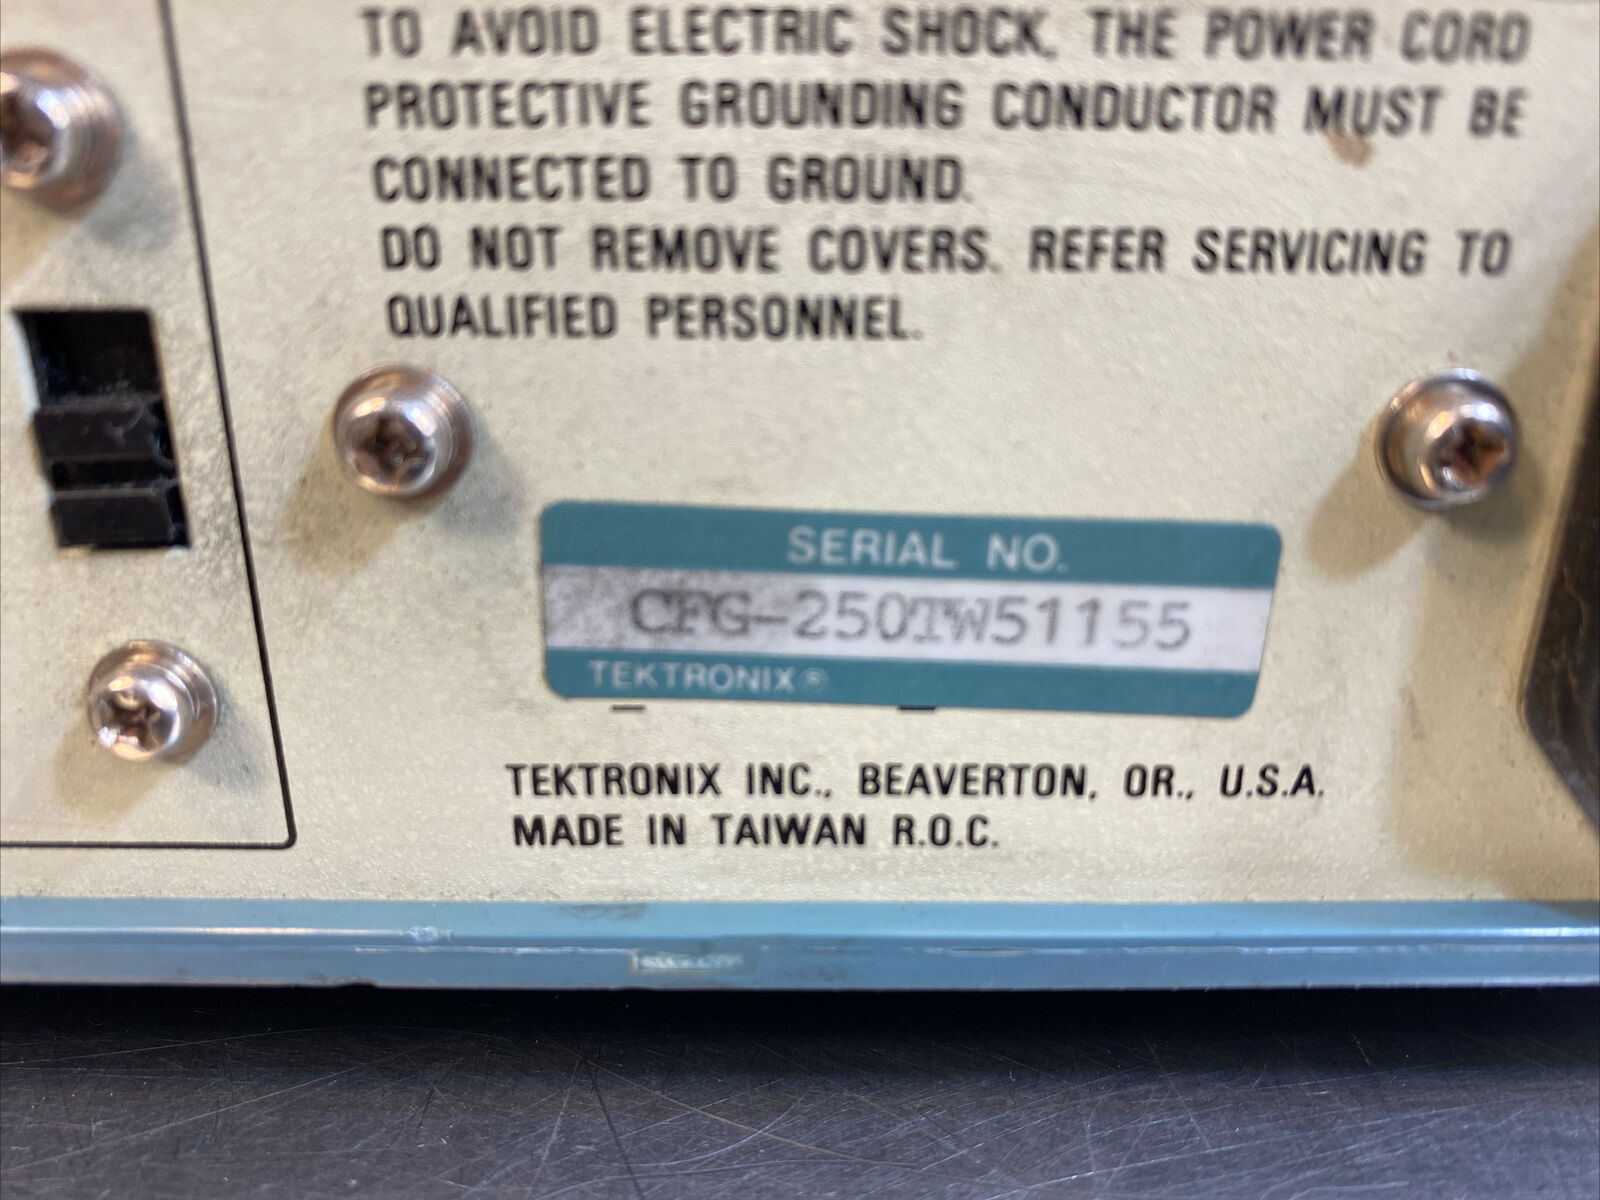 TO AVOID ELECTRIC SHOCK, THE POWER CORD
PROTECTIVE GROUNDING CONDUCTOR MUST BE
CONNECTED TO GROUND.
DO NOT REMOVE COVERS. REFER SERVICING TO
QUALIFIED PERSONNEL.
SERIAL NO.
CFG-250TW51155
TEKTRONIX®
TEKTRONIX INC., BEAVERTON, OR., U.S.A.
MADE IN TAIWAN R.O.C.